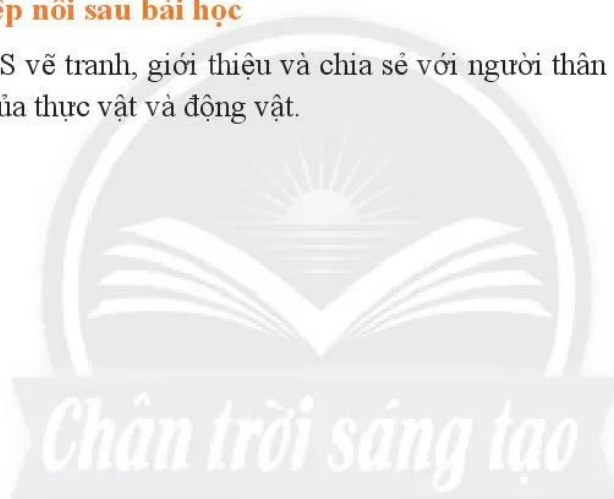 ếp nối sau bài học
S vẽ tranh, giới thiệu và chia sẻ với người thân
ủa thực vật và động vật.
Chân trời sáng tạo